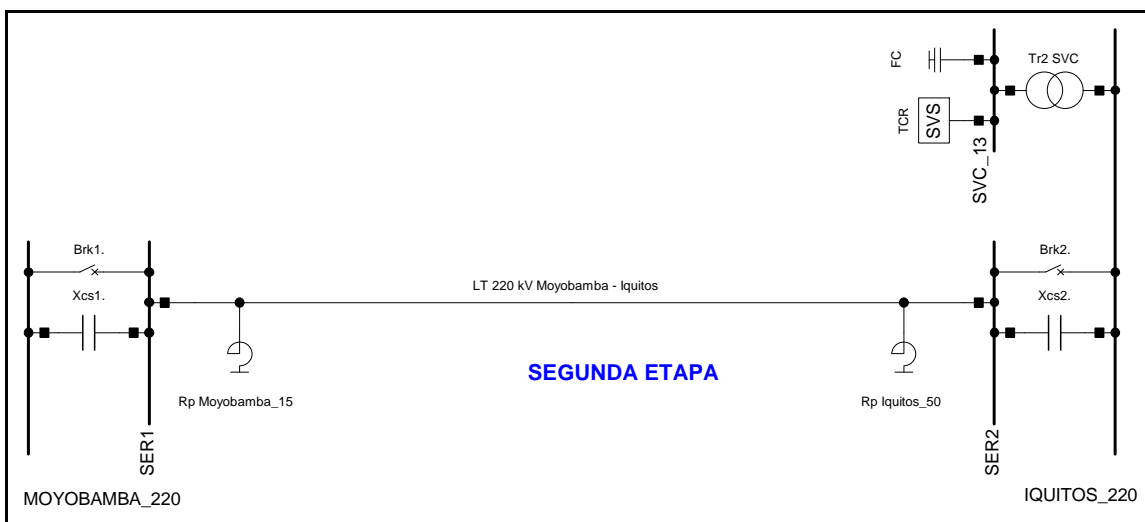 FC
Tr2 SVC
TCR
SVS
SVC_13
Brk1.
Brk2.
LT 220 kV Moyobamba - Iquitos
Xcs1.
Xcs2.
SEGUNDA ETAPA
Rp Moyobamba_15
Rp Iquitos_50
SER1
SER2
MOYOBAMBA_220
IQUITOS_220